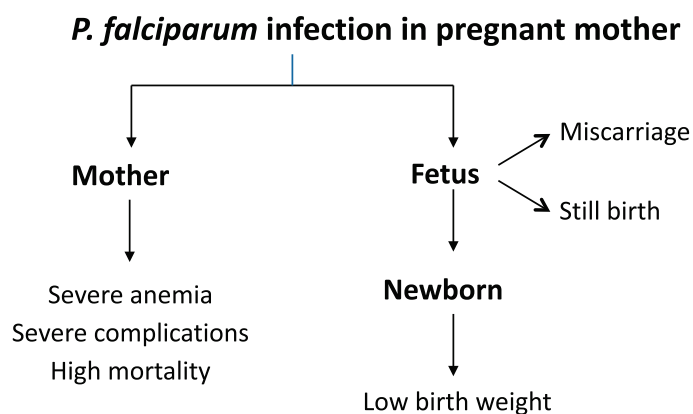 P. falciparum infection in pregnant mother
Mother
Severe anemia
Severe complications
High mortality
Fetus
Miscarriage
Still birth
Newborn
Low birth weight